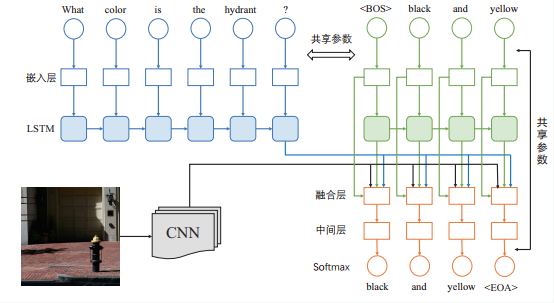 What color is the hydrant ?
<BOS> black and yellow
共享参数
嵌入层
LSTM
共享参数
CNN
融合层
中间层
Softmax
black and yellow <EOA>